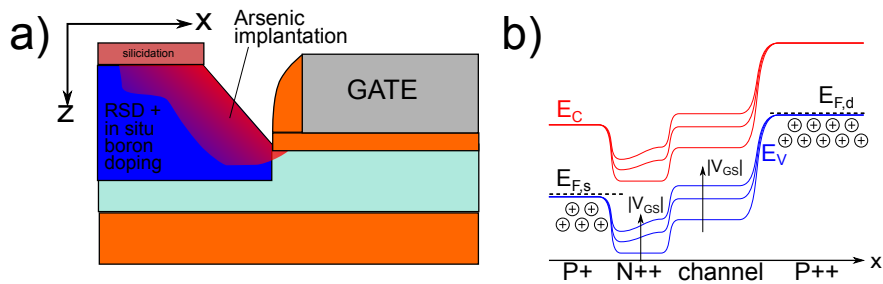 a)
X
Z
silicidation
Arsenic
implantation
RSD +
in situ
boron
doping
GATE
b)
E_C
E_F,s
|V_GS|
|V_GS|
E_F,d
E_V
+ + + + + + + + +
+ + + + +
P+ N++ channel P++
x